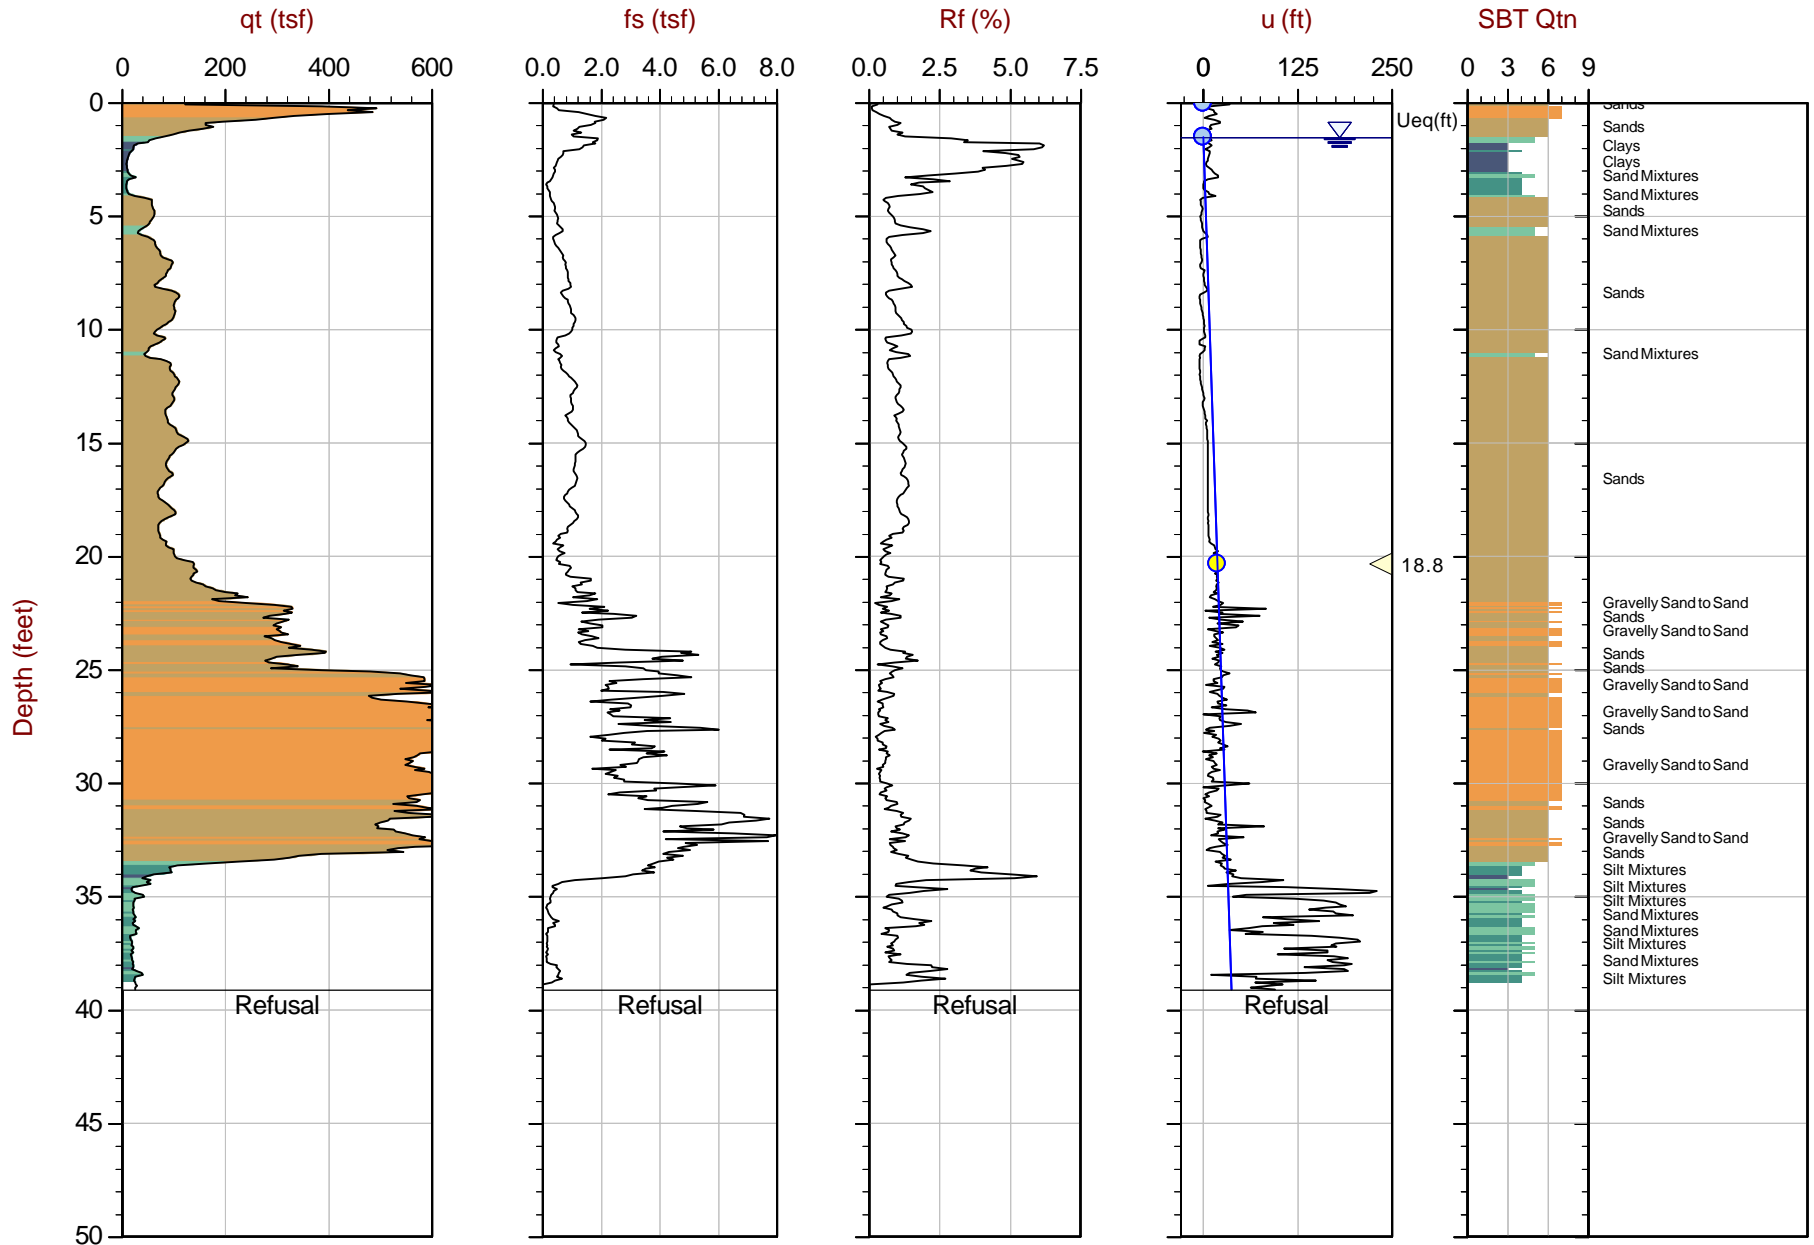 qt (tsf) fs (tsf) Rf (%) u (ft) SBT Qtn
0 200 400 600 0.0 2.0 4.0 6.0 8.0 0.0 2.5 5.0 7.5 0 125 250 0 3 6 9
0 Sands
Ueq(ft)
Sands
Clays
Clays
Sand Mixtures
Sand Mixtures
5 Sands
Sand Mixtures
Sands
10
Sand Mixtures
15
Sands
20
18.8
Gravelly Sand to Sand
Sands
Gravelly Sand to Sand
Sands
25 Sands
Gravelly Sand to Sand
Depth (feet)
Gravelly Sand to Sand
Sands
Gravelly Sand to Sand
30
Sands
Sands
Gravelly Sand to Sand
Sands
Silt Mixtures
Silt Mixtures
35 Silt Mixtures
Sand Mixtures
Sand Mixtures
Silt Mixtures
Sand Mixtures
Silt Mixtures
Refusal Refusal Refusal Refusal
40
45
50